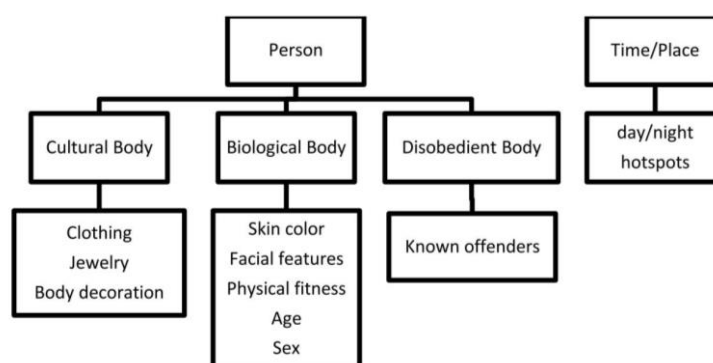 Person
Time/Place
Cultural Body
Biological Body
Disobedient Body
day/night
hotspots
Clothing
Jewelry
Body decoration
Skin color
Facial features
Physical fitness
Age
Sex
Known offenders